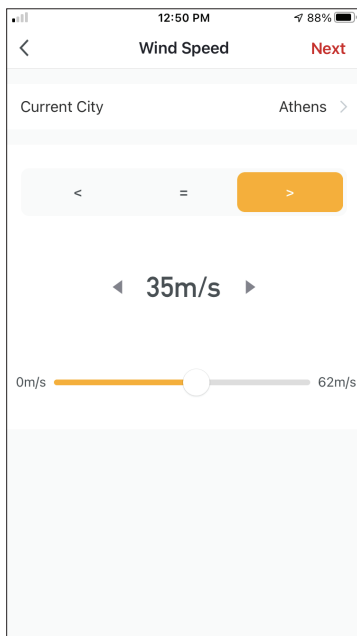 12:50 PM 88%
Wind Speed Next
Current City Athens
< = >
35m/s
0m/s 62m/s